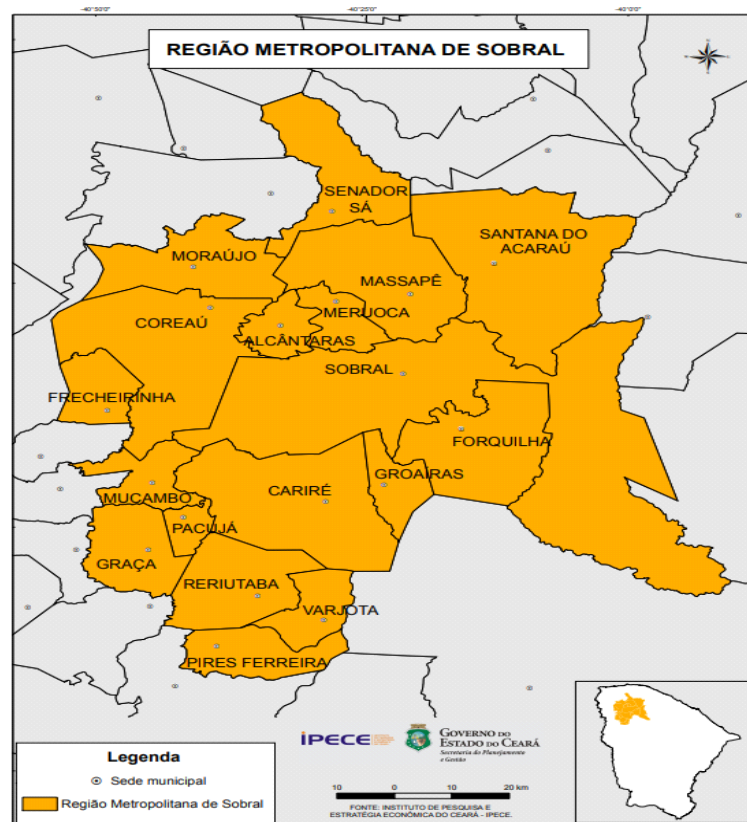 -40°50'0"
-40°25'0"
-40°0'0"
REGIÃO METROPOLITANA DE SOBRAL
SENADOR
SÁ
SANTANA DO
ACARAÚ
MORAÚJO
MASSAPÊ
MERUOCA
COREAÚ
ALCÂNTARAS
SOBRAL
FRECHEIRINHA
FORQUILHA
GROAÍRAS
CARIRÉ
MUCAMBO
PACUJÁ
GRAÇA
RERIUTABA
VARJOTA
PIRES FERREIRA
IPECE
GOVERNO DO
ESTADO DO CEARÁ
Secretaria do Planejamento
e Gestão
Legenda
Sede municipal
Região Metropolitana de Sobral
10 0 10 20 km
FONTE: INSTITUTO DE PESQUISA E
ESTRATÉGIA ECONÔMICA DO CEARÁ - IPECE.